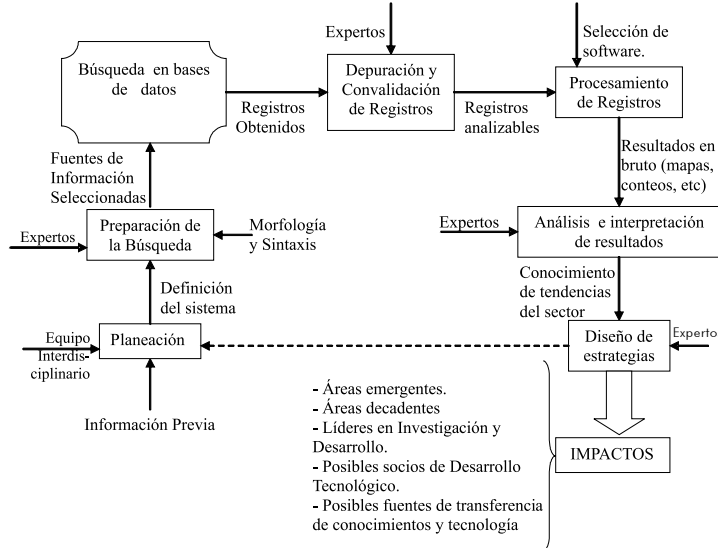 Expertos
Selección de
software.
Búsqueda en bases
de datos
Depuración y
Convalidación
de Registros
Procesamiento
de Registros
Registros
Obtenidos
Registros
analizables
Resultados en
bruto (mapas,
conteos, etc)
Fuentes de
Información
Seleccionadas
Expertos
Preparación de
la Búsqueda
Morfología
y Sintaxis
Expertos
Análisis e interpretación
de resultados
Definición
del sistema
Conocimiento
de tendencias
del sector
Equipo
Interdis-
ciplinario
Planeación
Diseño de
estrategias
Experto
Información Previa
- Áreas emergentes.
- Áreas decadentes
- Líderes en Investigación y
Desarrollo.
- Posibles socios de Desarrollo
Tecnológico.
- Posibles fuentes de transferencia
de conocimientos y tecnología
IMPACTOS